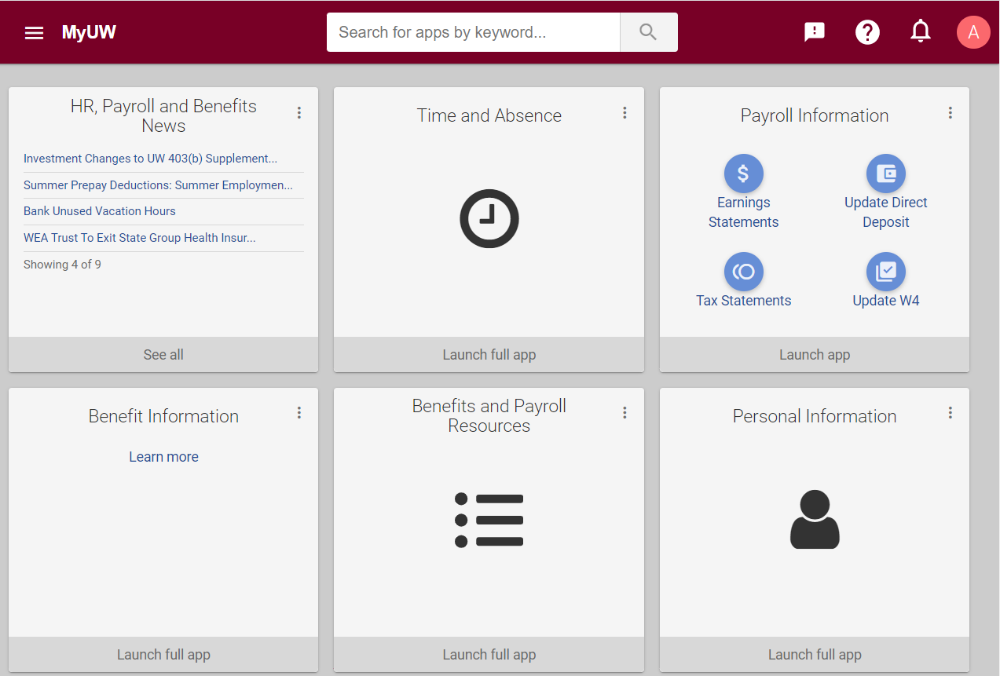 MyUW
Search for apps by keyword...
A
HR, Payroll and Benefits
News
Investment Changes to UW 403(b) Supplement...
Summer Prepay Deductions: Summer Employmen...
Bank Unused Vacation Hours
WEA Trust To Exit State Group Health Insur...
Showing 4 of 9
See all
Time and Absence
Launch full app
Payroll Information
Earnings
Statements
Update Direct
Deposit
Tax Statements
Update W4
Launch app
Benefit Information
Learn more
Launch full app
Benefits and Payroll
Resources
Launch full app
Personal Information
Launch full app